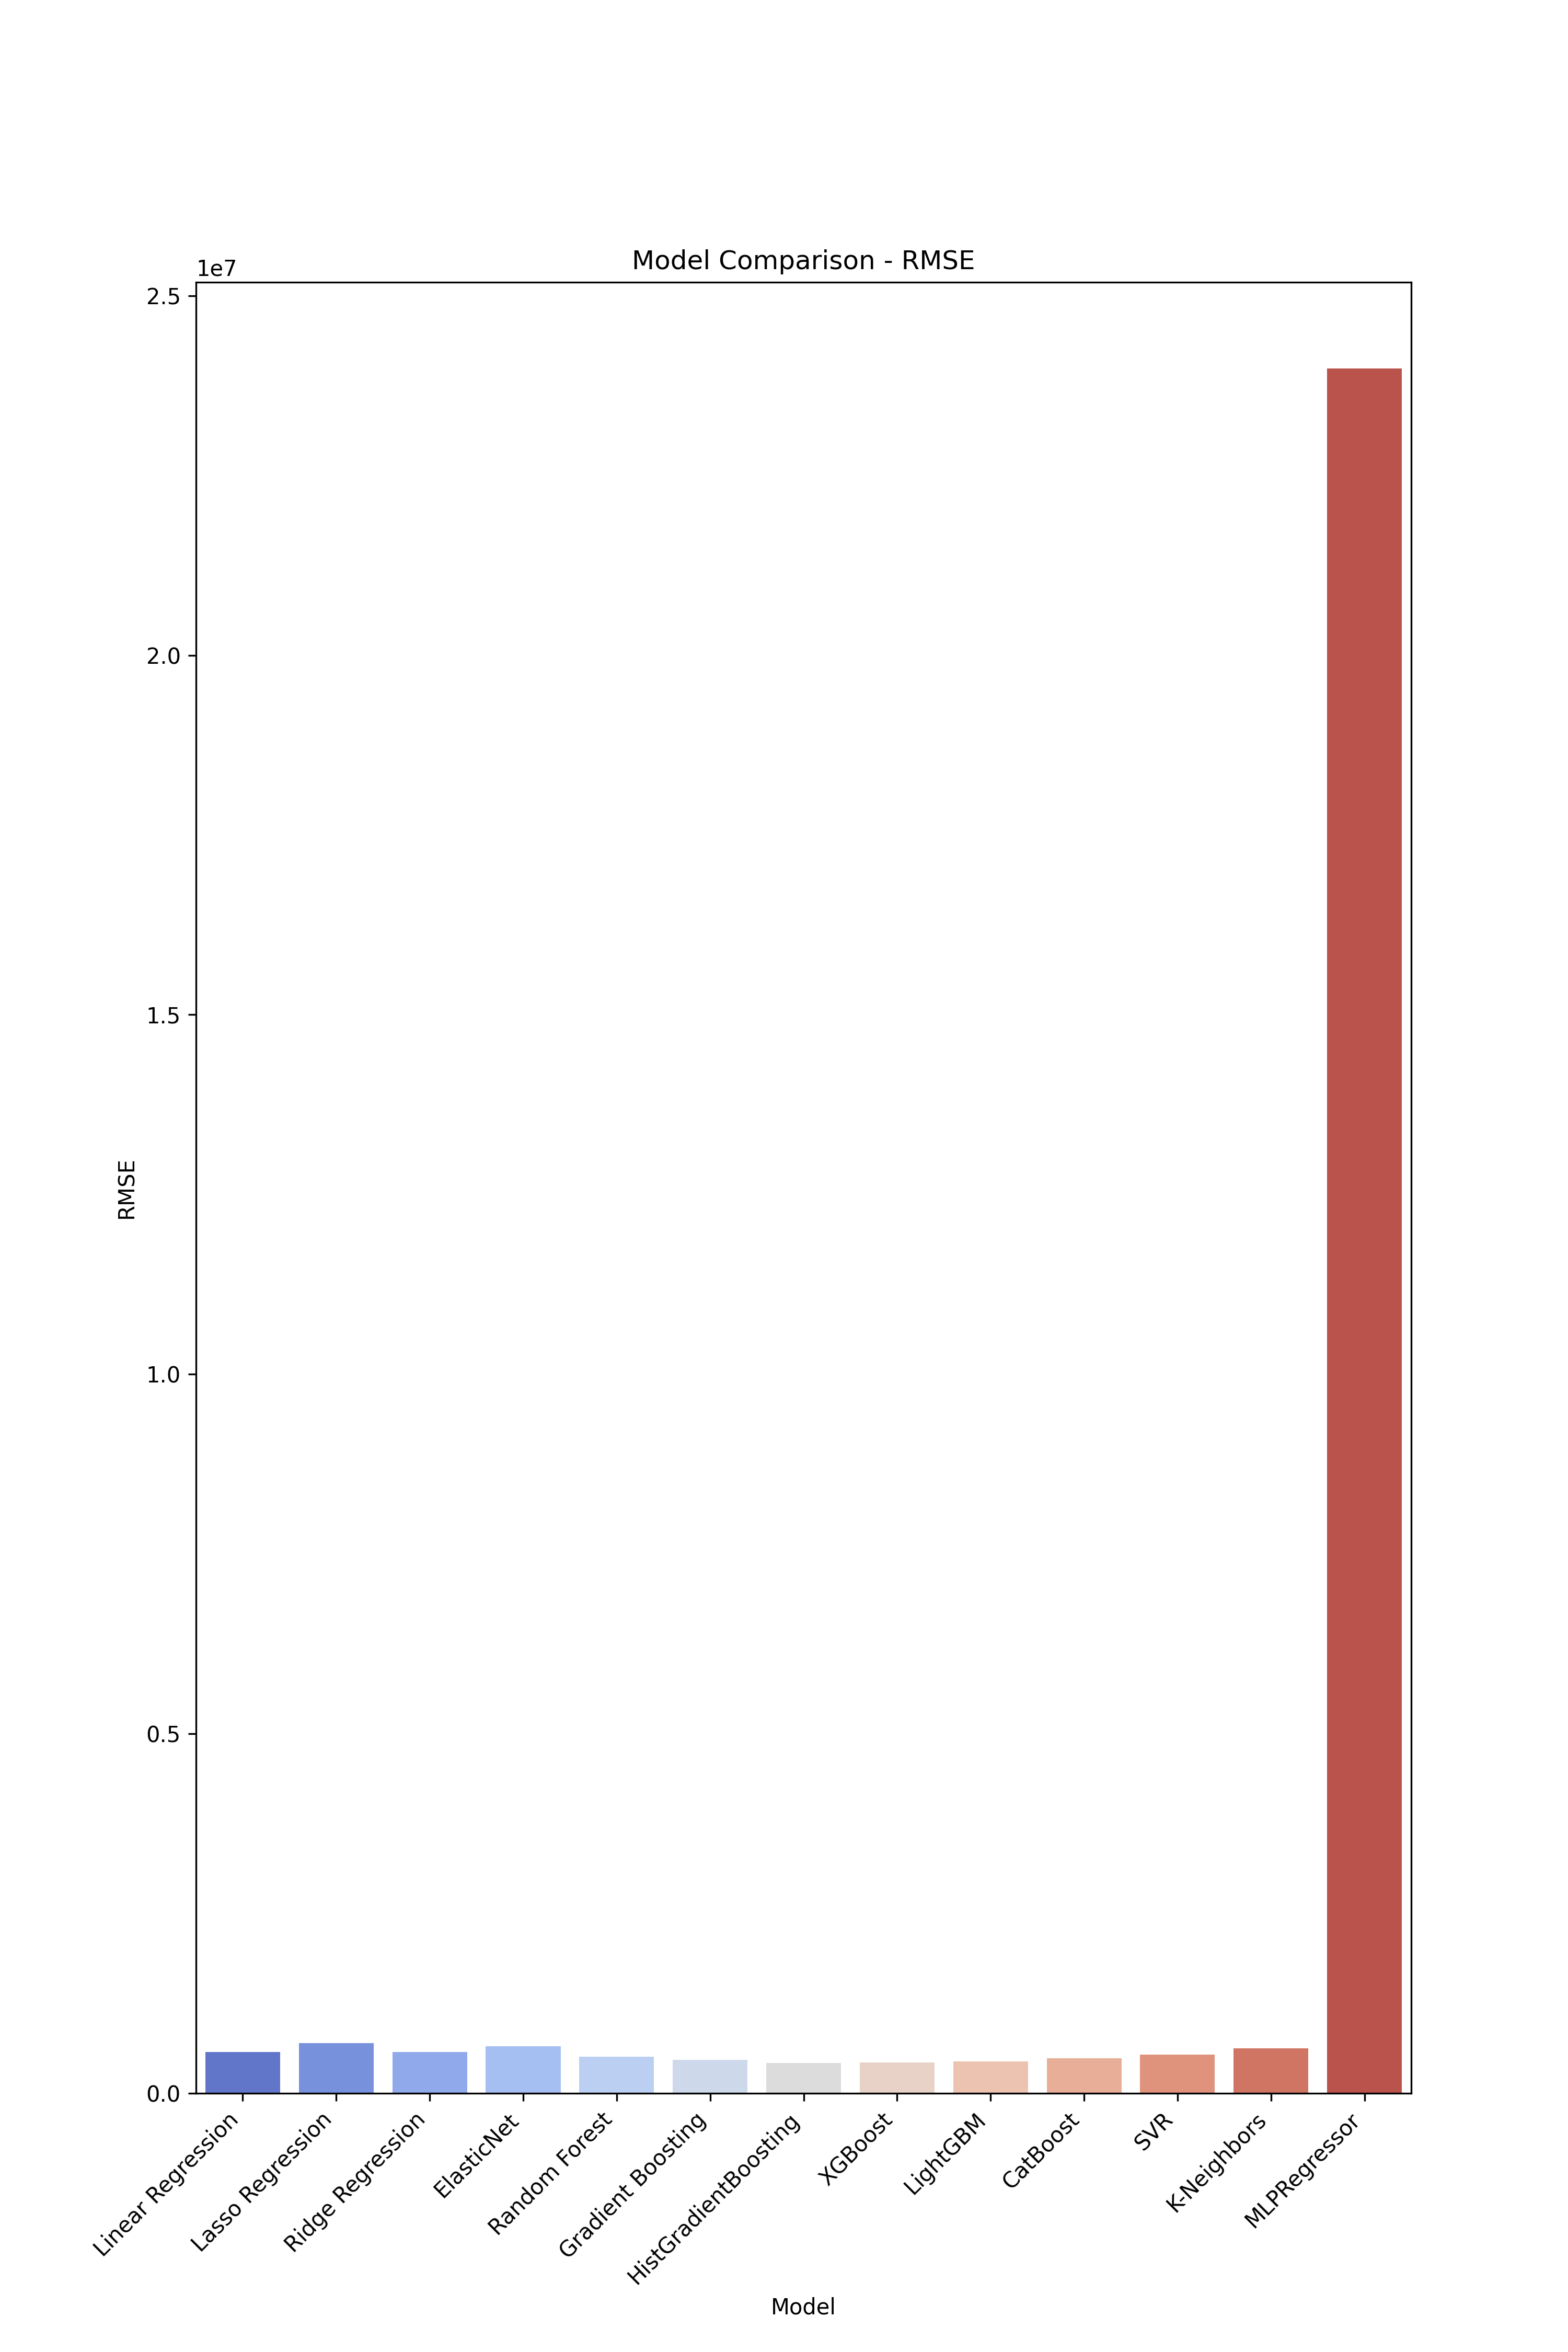 Model Comparison - RMSE
1e7
2.5
2.0
1.5
1.0
0.5
0.0
RMSE
Linear Regression
Lasso Regression
Ridge Regression
ElasticNet
Random Forest
Gradient Boosting
HistGradientBoosting
XGBoost
LightGBM
CatBoost
SVR
K-Neighbors
MLPRegressor
Model